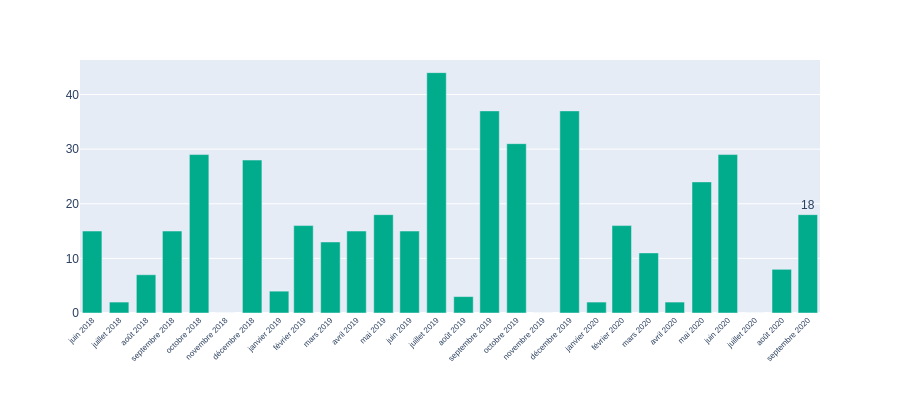 40
30
20
10
0
18
juin 2018
juillet 2018
août 2018
septembre 2018
octobre 2018
novembre 2018
décembre 2018
janvier 2019
février 2019
mars 2019
avril 2019
mai 2019
juin 2019
juillet 2019
août 2019
septembre 2019
octobre 2019
novembre 2019
décembre 2019
janvier 2020
février 2020
mars 2020
avril 2020
mai 2020
juin 2020
juillet 2020
août 2020
septembre 2020